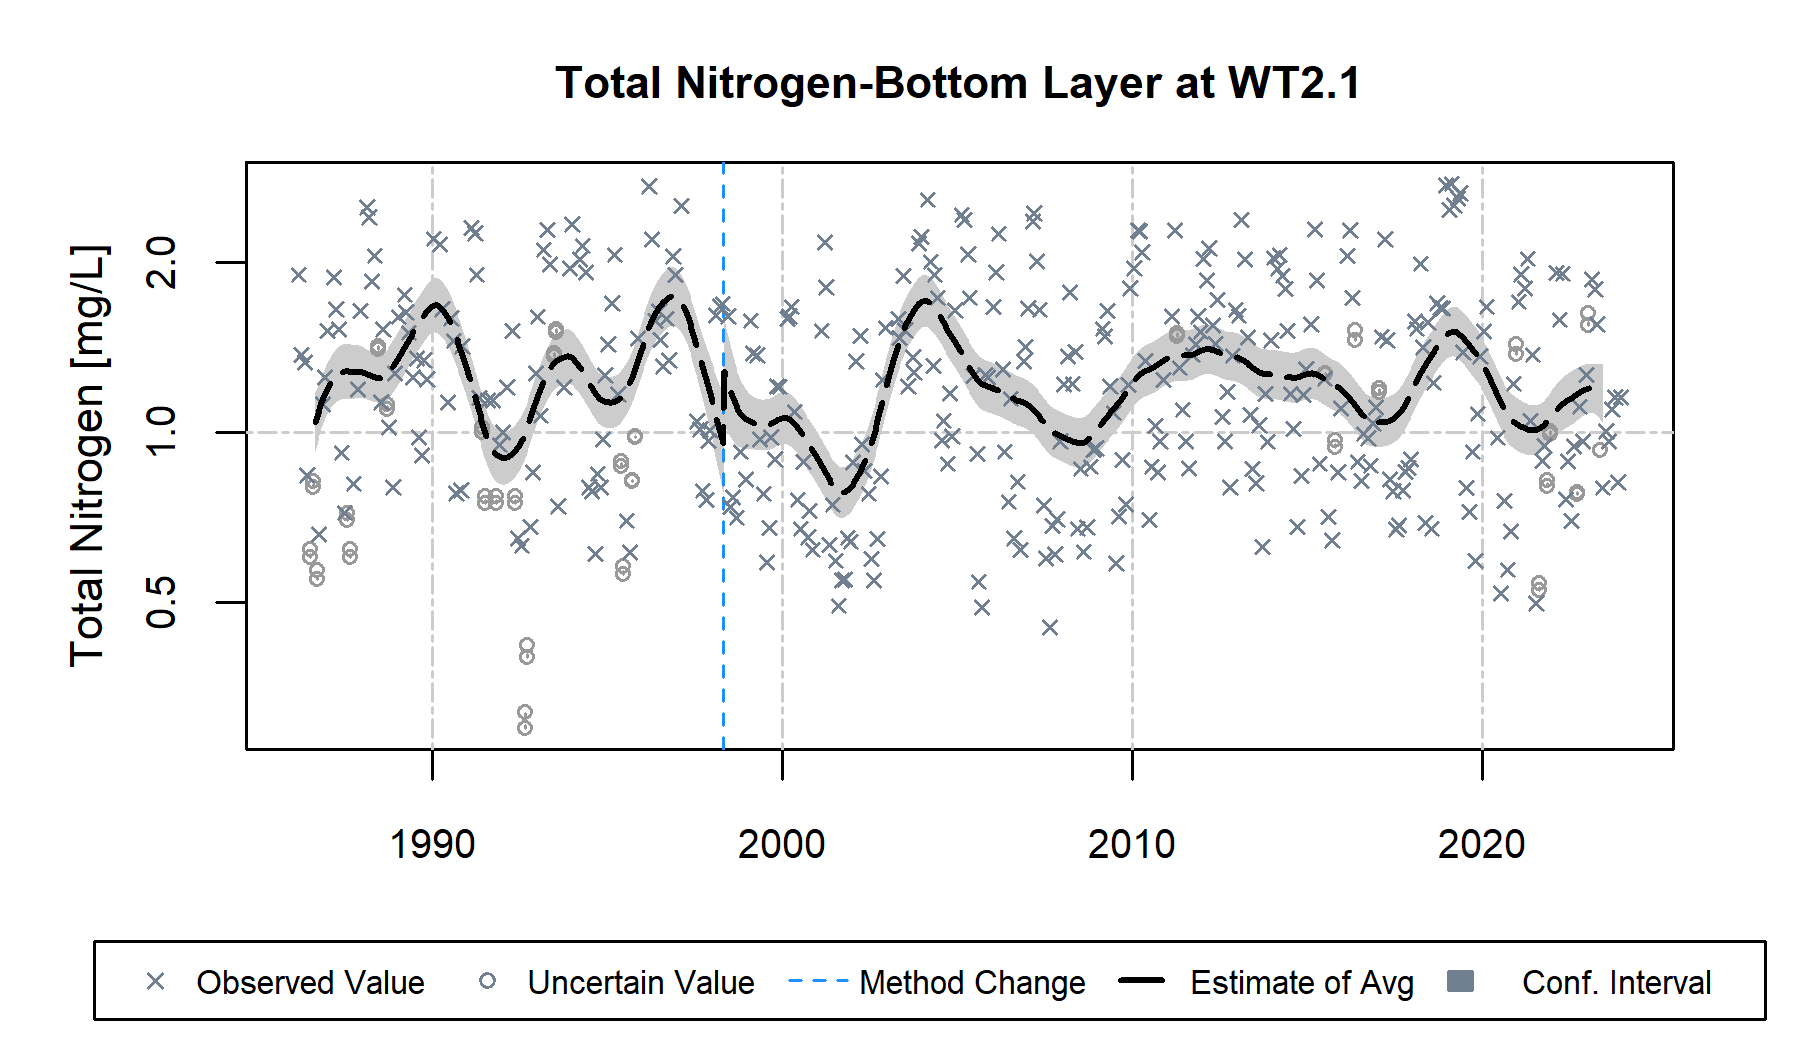 Total Nitrogen-Bottom Layer at WT2.1
Total Nitrogen [mg/L]
2.0
1.0
0.5
1990 2000 2010 2020
Observed Value Uncertain Value Method Change Estimate of Avg Conf. Interval